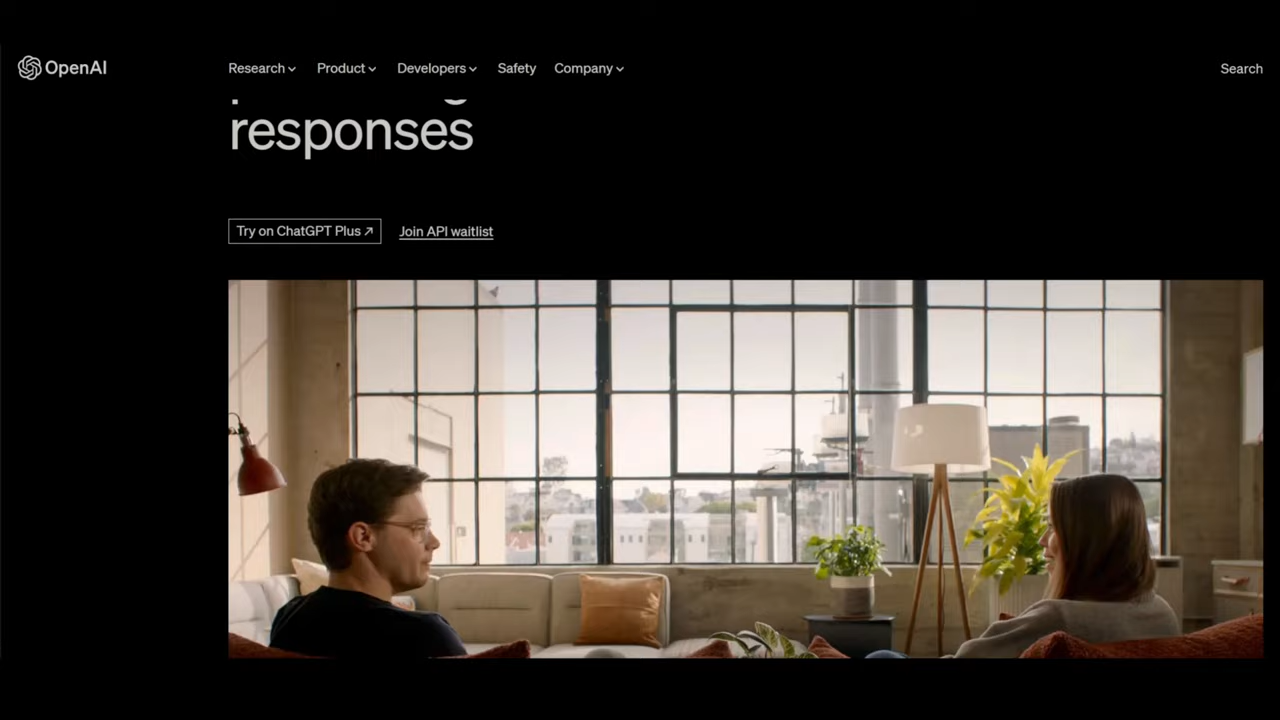 OpenAI
Research Product Developers Safety Company Search
responses
Try on ChatGPT Plus ↗ Join API waitlist